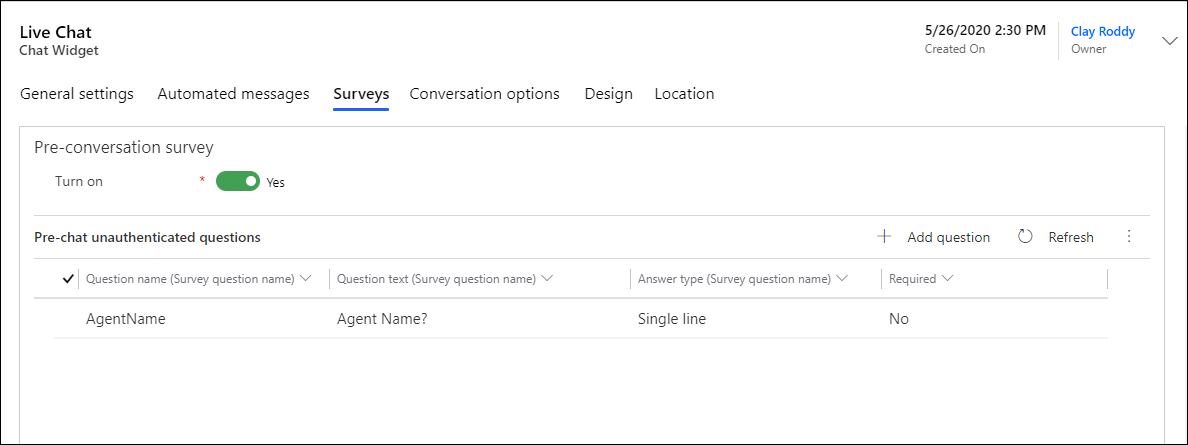 Live Chat
Chat Widget
5/26/2020 2:30 PM
Created On
Clay Roddy
Owner
General settings Automated messages Surveys Conversation options Design Location
Pre-conversation survey
Turn on * Yes
Pre-chat unauthenticated questions Add question Refresh
Question name (Survey question name) Question text (Survey question name) Answer type (Survey question name) Required
AgentName Agent Name? Single line No